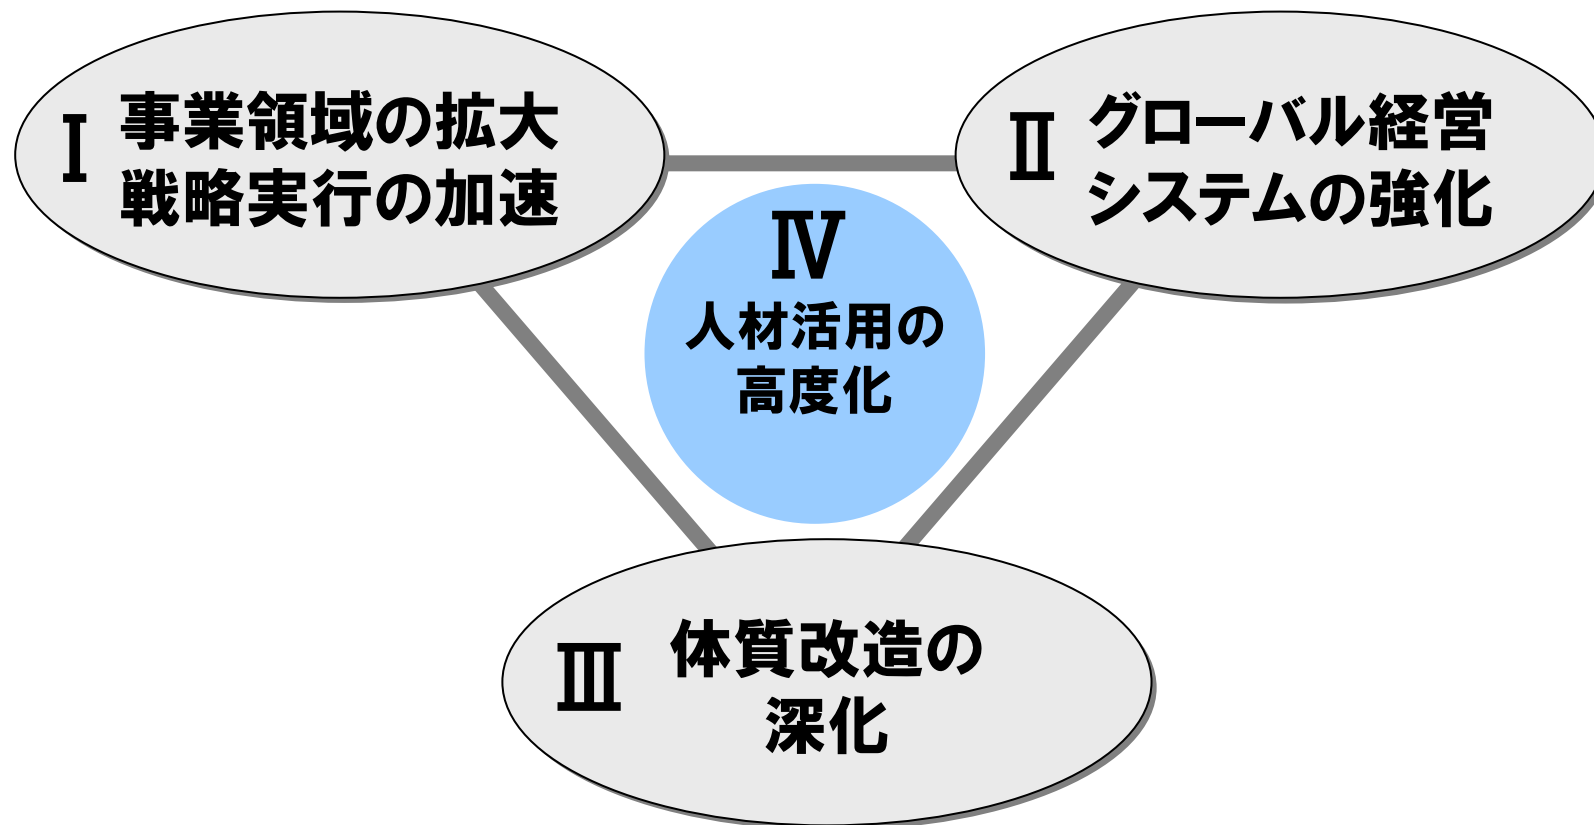 Ⅰ
事業領域の拡大
戦略実行の加速
Ⅱ
グローバル経営
システムの強化
Ⅳ
人材活用の
高度化
Ⅲ
体質改造の
深化